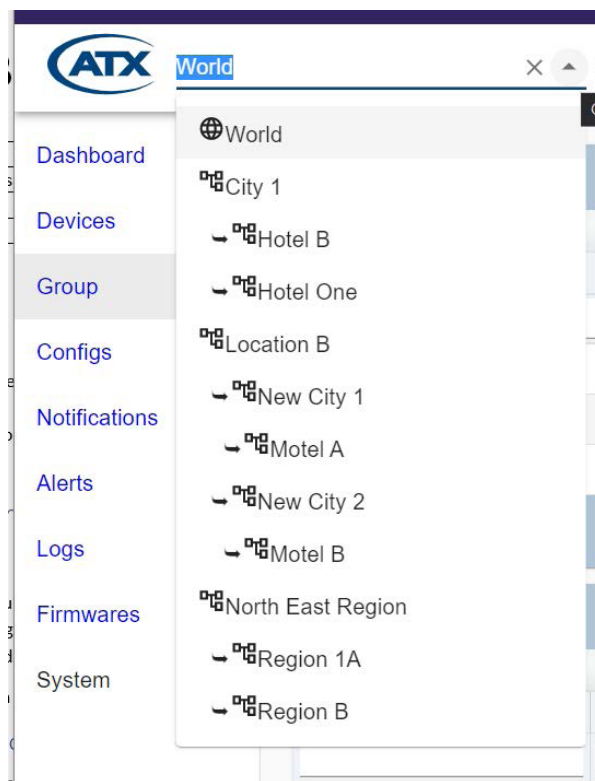 ATX
World
World
City 1
Hotel B
Hotel One
Location B
New City 1
Motel A
New City 2
Motel B
North East Region
Region 1A
Region B
Dashboard
Devices
Group
Configs
Notifications
Alerts
Logs
Firmwares
System